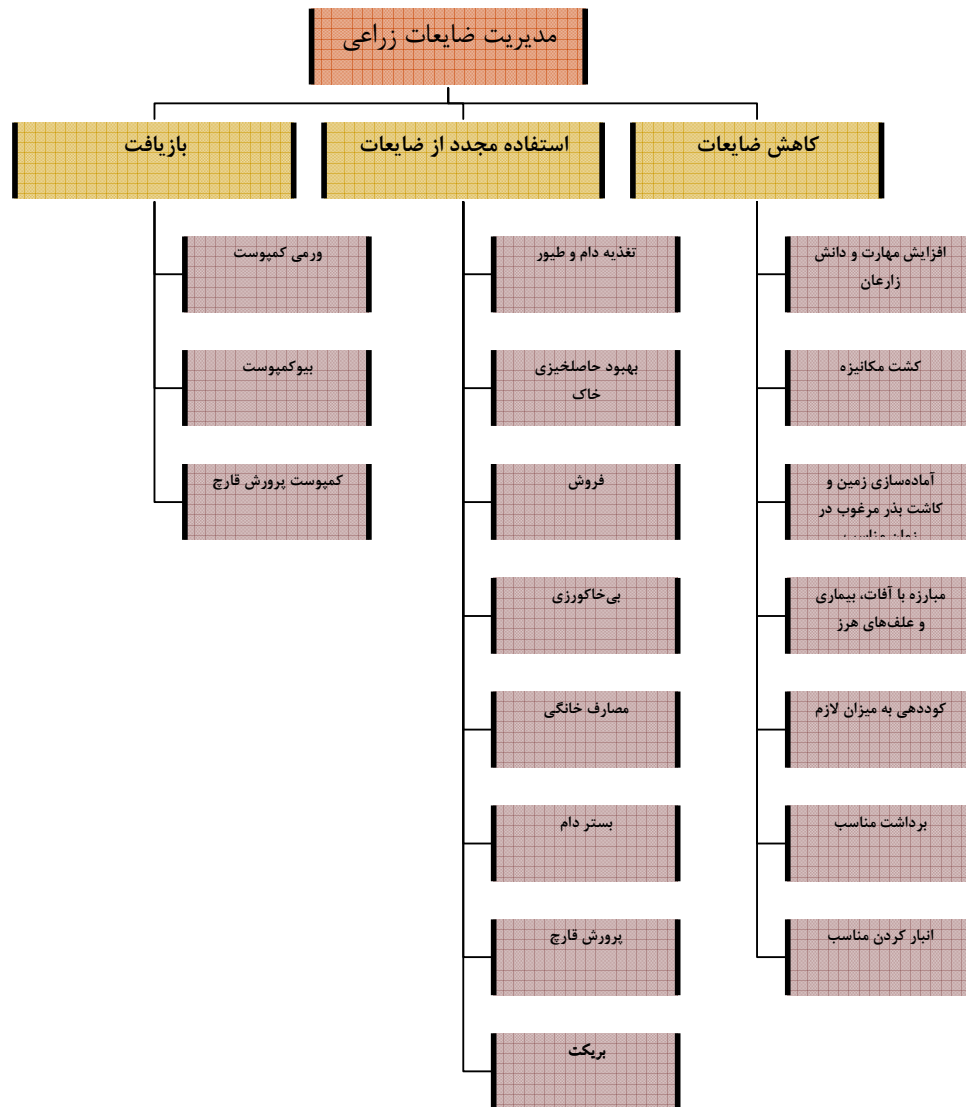 مدیریت ضایعات زراعی
کاهش ضایعات
افزایش مهارت و دانش
زارعان
کشت مکانیزه
آماده‌سازی زمین و
کاشت بذر مرغوب در
زمان مناسب
مبارزه با آفات، بیماری
و علف‌های هرز
کوددهی به میزان لازم
برداشت مناسب
انبار کردن مناسب
استفاده مجدد از ضایعات
تغذیه دام و طیور
بهبود حاصلخیزی
خاک
فروش
بی‌خاکورزی
مصارف خانگی
بستر دام
پرورش قارچ
بریکت
بازیافت
ورمی کمپوست
بیوکمپوست
کمپوست پرورش قارچ